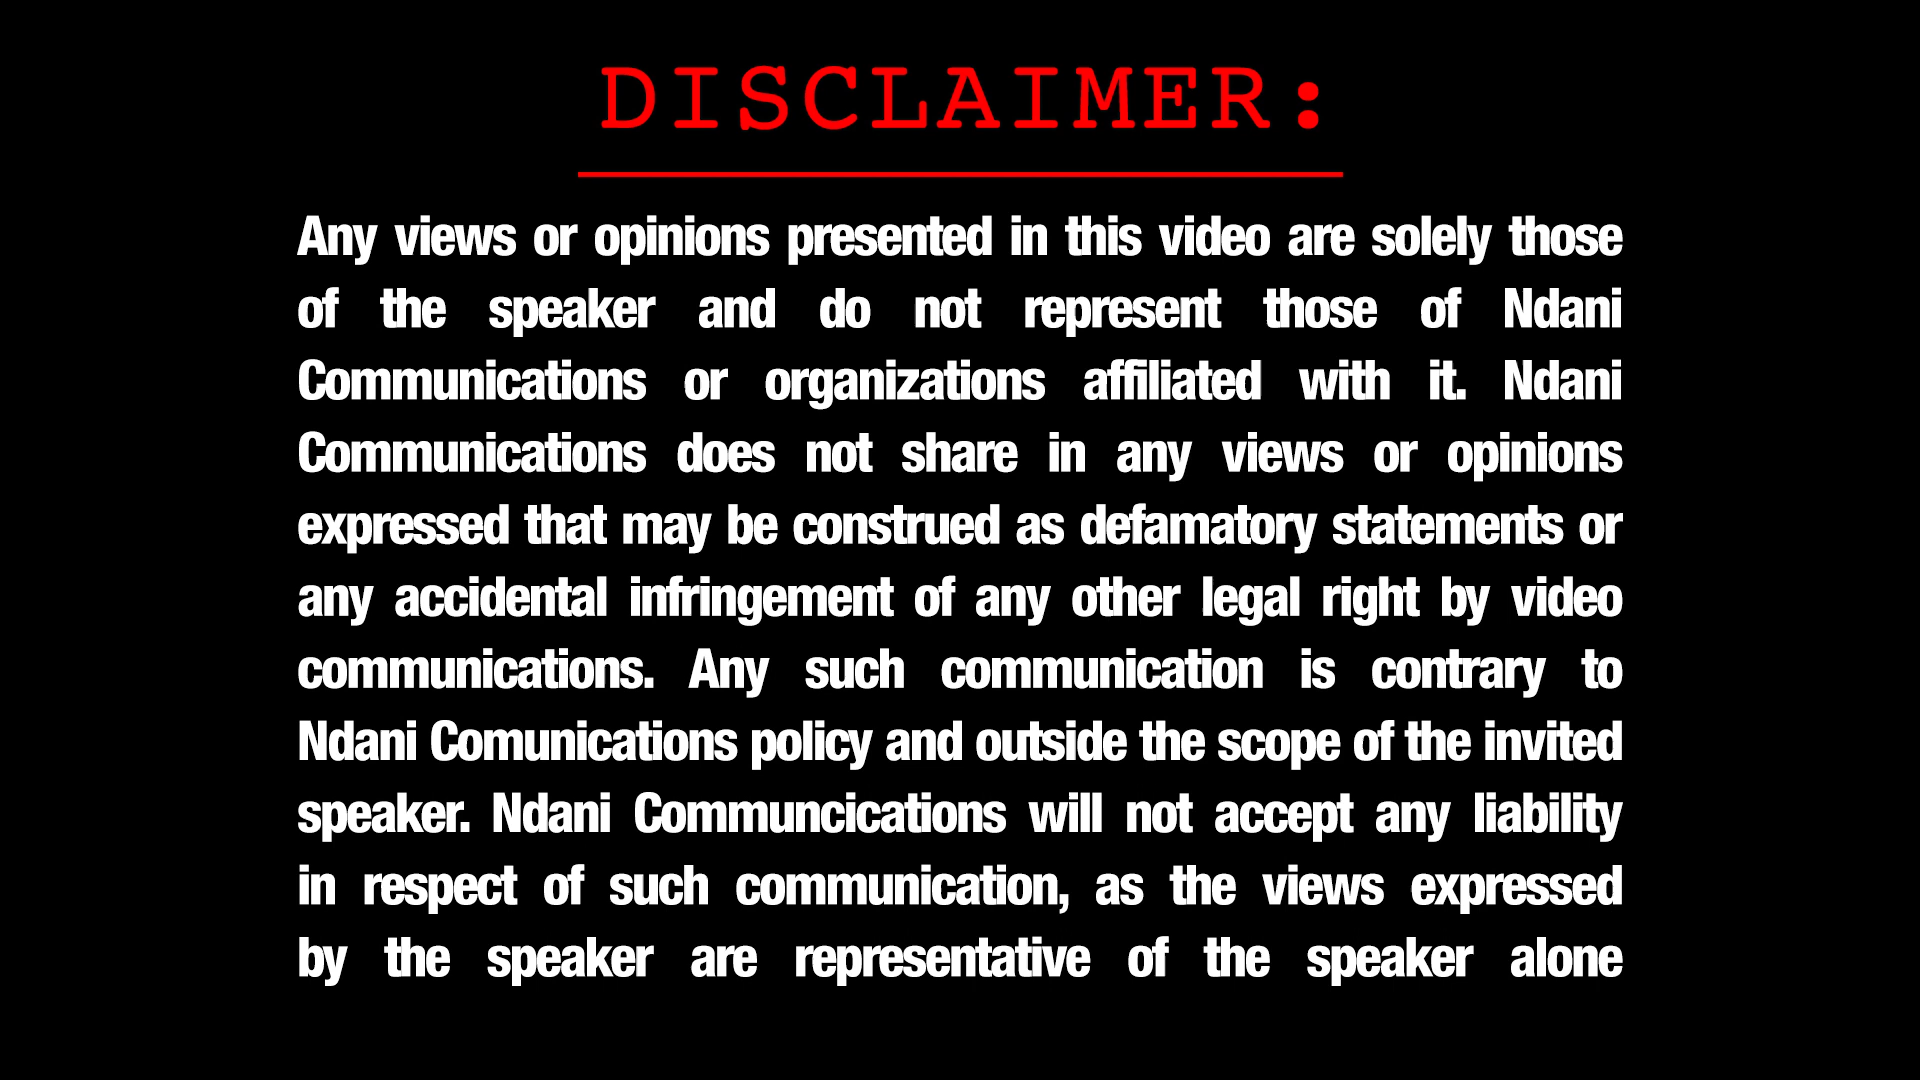 DISCLAIMER:
Any views or opinions presented in this video are solely those
of the speaker and do not represent those of Ndani
Communications or organizations affiliated with it. Ndani
Communications does not share in any views or opinions
expressed that may be construed as defamatory statements or
any accidental infringement of any other legal right by video
communications. Any such communication is contrary to
Ndani Comunications policy and outside the scope of the invited
speaker. Ndani Communcications will not accept any liability
in respect of such communication, as the views expressed
by the speaker are representative of the speaker alone